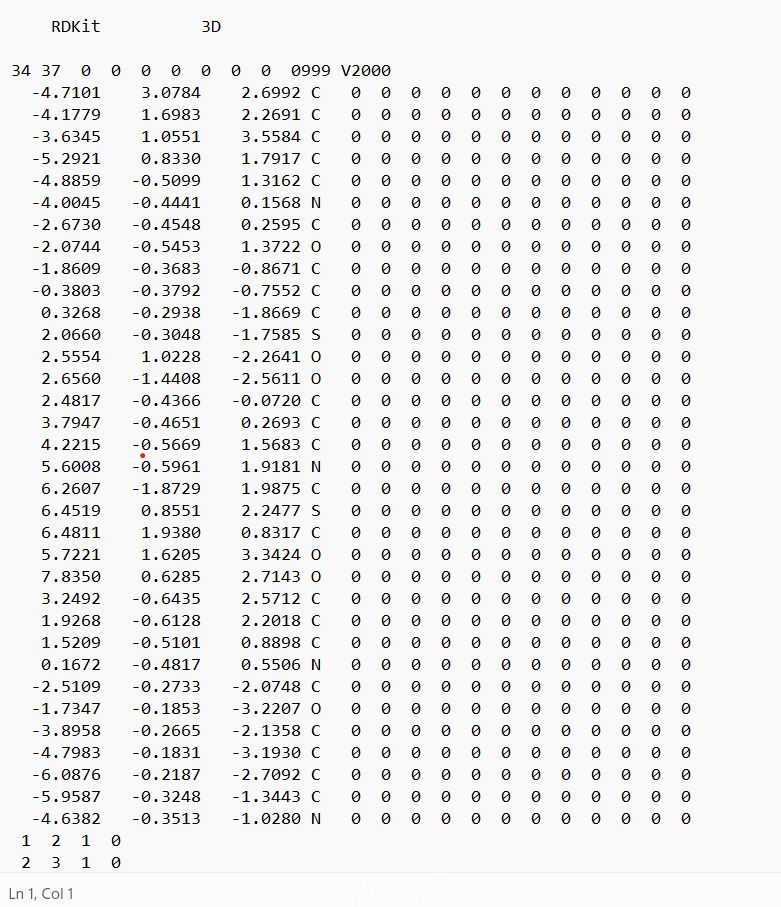 RDKit 3D
34 37 0 0 0 0 0 0 0 0999 V2000
-4.7101 3.0784 2.6992 C 0 0 0 0 0 0 0 0 0 0 0 0
-4.1779 1.6983 2.2691 C 0 0 0 0 0 0 0 0 0 0 0 0
-3.6345 1.0551 3.5584 C 0 0 0 0 0 0 0 0 0 0 0 0
-5.2921 0.8330 1.7917 C 0 0 0 0 0 0 0 0 0 0 0 0
-4.8859 -0.5099 1.3162 C 0 0 0 0 0 0 0 0 0 0 0 0
-4.0045 -0.4441 0.1568 N 0 0 0 0 0 0 0 0 0 0 0 0
-2.6730 -0.4548 0.2595 C 0 0 0 0 0 0 0 0 0 0 0 0
-2.0744 -0.5453 1.3722 O 0 0 0 0 0 0 0 0 0 0 0 0
-1.8609 -0.3683 -0.8671 C 0 0 0 0 0 0 0 0 0 0 0 0
-0.3803 -0.3792 -0.7552 C 0 0 0 0 0 0 0 0 0 0 0 0
0.3268 -0.2938 -1.8669 C 0 0 0 0 0 0 0 0 0 0 0 0
2.0660 -0.3048 -1.7585 S 0 0 0 0 0 0 0 0 0 0 0 0
2.5554 1.0228 -2.2641 O 0 0 0 0 0 0 0 0 0 0 0 0
2.6560 -1.4408 -2.5611 O 0 0 0 0 0 0 0 0 0 0 0 0
2.4817 -0.4366 -0.0720 C 0 0 0 0 0 0 0 0 0 0 0 0
3.7947 -0.4651 0.2693 C 0 0 0 0 0 0 0 0 0 0 0 0
4.2215 -0.5669 1.5683 C 0 0 0 0 0 0 0 0 0 0 0 0
5.6008 -0.5961 1.9181 N 0 0 0 0 0 0 0 0 0 0 0 0
6.2607 -1.8729 1.9875 C 0 0 0 0 0 0 0 0 0 0 0 0
6.4519 0.8551 2.2477 S 0 0 0 0 0 0 0 0 0 0 0 0
6.4811 1.9380 0.8317 C 0 0 0 0 0 0 0 0 0 0 0 0
5.7221 1.6205 3.3424 O 0 0 0 0 0 0 0 0 0 0 0 0
7.8350 0.6285 2.7143 O 0 0 0 0 0 0 0 0 0 0 0 0
3.2492 -0.6435 2.5712 C 0 0 0 0 0 0 0 0 0 0 0 0
1.9268 -0.6128 2.2018 C 0 0 0 0 0 0 0 0 0 0 0 0
1.5209 -0.5101 0.8898 C 0 0 0 0 0 0 0 0 0 0 0 0
0.1672 -0.4817 0.5506 N 0 0 0 0 0 0 0 0 0 0 0 0
-2.5109 -0.2733 -2.0748 C 0 0 0 0 0 0 0 0 0 0 0 0
-1.7347 -0.1853 -3.2207 O 0 0 0 0 0 0 0 0 0 0 0 0
-3.8958 -0.2665 -2.1358 C 0 0 0 0 0 0 0 0 0 0 0 0
-4.7983 -0.1831 -3.1930 C 0 0 0 0 0 0 0 0 0 0 0 0
-6.0876 -0.2187 -2.7092 C 0 0 0 0 0 0 0 0 0 0 0 0
-5.9587 -0.3248 -1.3443 C 0 0 0 0 0 0 0 0 0 0 0 0
-4.6382 -0.3513 -1.0280 N 0 0 0 0 0 0 0 0 0 0 0 0
1 2 1 0
2 3 1 0
Ln 1, Col 1